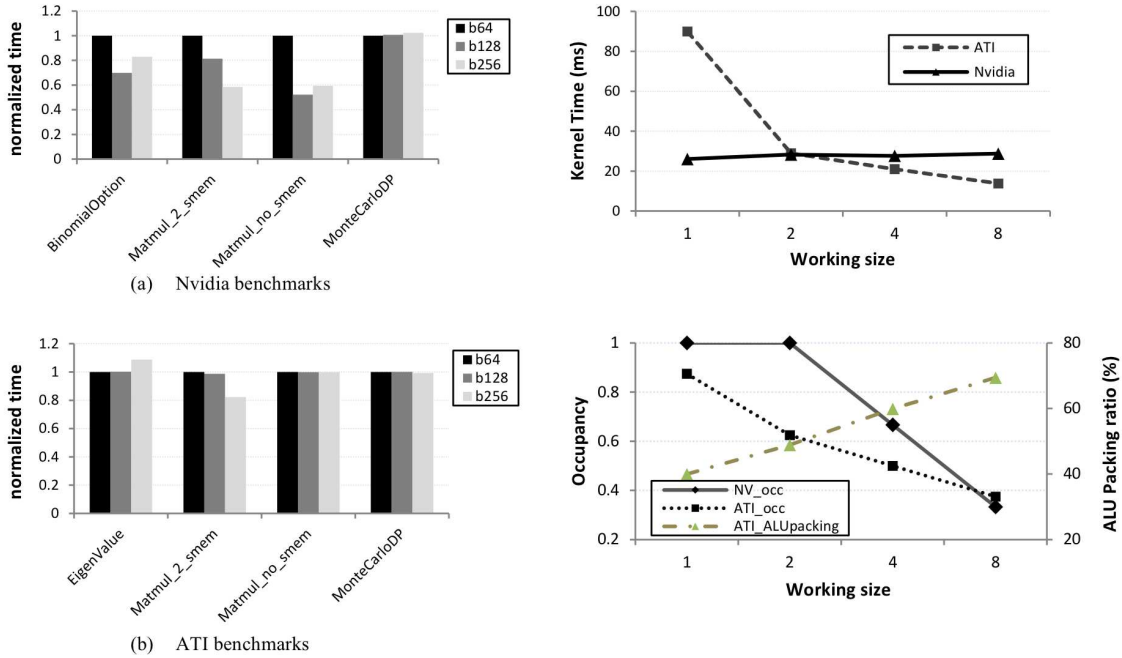 normalized time
1.2
1
0.8
0.6
0.4
0.2
0
b64
b128
b256
BinomialOption
Matmul_2_smem
Matmul_no_smem
MonteCarloDP
(a) Nvidia benchmarks
Kernel Time (ms)
100
80
60
40
20
0
ATI
Nvidia
1 2 4 8
Working size
normalized time
1.2
1
0.8
0.6
0.4
0.2
0
b64
b128
b256
EigenValue
Matmul_2_smem
Matmul_no_smem
MonteCarloDP
(b) ATI benchmarks
Occupancy
1
0.8
0.6
0.4
0.2
NV_occ
ATI_occ
ATI_ALUpacking
80
60
40
20
ALU Packing ratio (%)
1 2 4 8
Working size